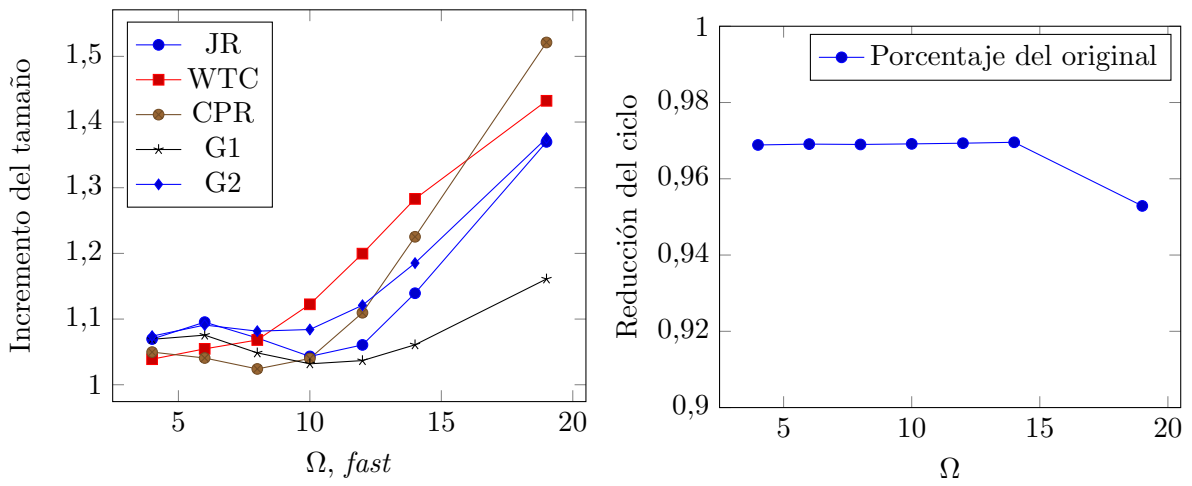 JR
WTC
CPR
G1
G2
Incremento del tamaño
1,5
1,4
1,3
1,2
1,1
1
5
10
15
20
Ω, fast
Porcentaje del original
Reducción del ciclo
1
0,98
0,96
0,94
0,92
0,9
5
10
15
20
Ω